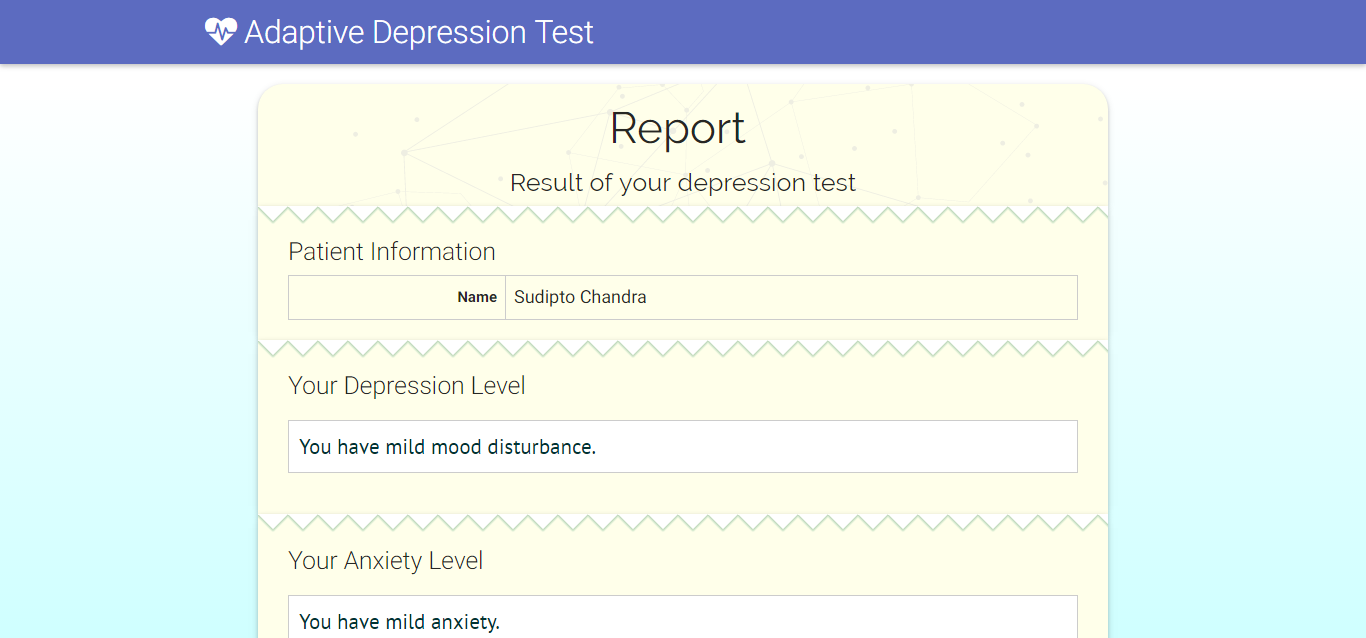 Adaptive Depression Test
Report
Result of your depression test
Patient Information
Name Sudipto Chandra
Your Depression Level
You have mild mood disturbance.
Your Anxiety Level
You have mild anxiety.